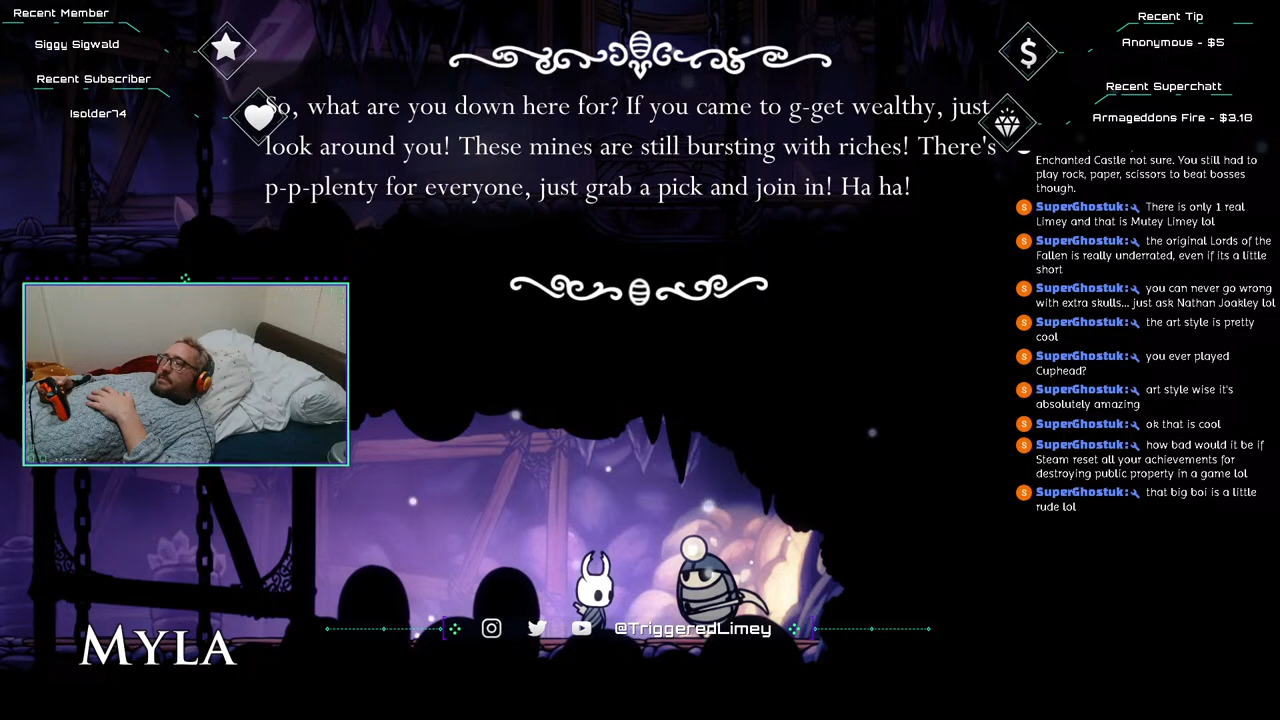 Recent Member
Siggy Sigwald
Recent Subscriber
Isolder74
So, what are you down here for? If you came to g-get wealthy, just
look around you! These mines are still bursting with riches! There's
p-p-plenty for everyone, just grab a pick and join in! Ha ha!
Recent Tip
Anonymous - $5
Recent Superchatt
Armageddons Fire - $3.18
Enchanted Castle not sure. You still had to
play rock, paper, scissors to beat bosses
though.
SuperGhostuk: There is only 1 real
Limey and that is Mutey Limey lol
SuperGhostuk: the original Lords of the
Fallen is really underrated, even if its a little
short
SuperGhostuk: you can never go wrong
with extra skulls... just ask Nathan Joakley lol
SuperGhostuk: the art style is pretty
cool
SuperGhostuk: you ever played
Cuphead?
SuperGhostuk: art style wise it's
absolutely amazing
SuperGhostuk: ok that is cool
SuperGhostuk: how bad would it be if
Steam reset all your achievements for
destroying public property in a game lol
SuperGhostuk: that big boi is a little
rude lol
@TriggeredLimey
MYLA